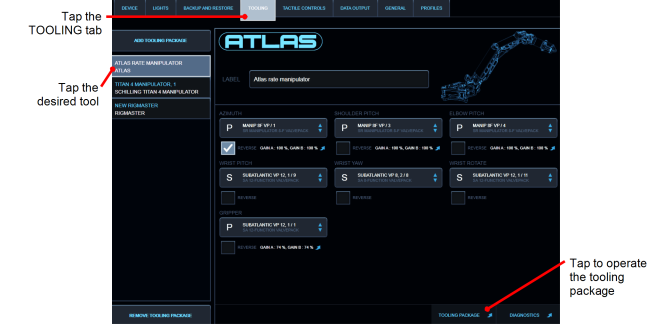 Tap the
TOOLING tab
Tap the
desired tool
DEVICE LIGHTS BACKUP AND RESTORE TOOLING TACTILE CONTROLS DATA OUTPUT GENERAL PROFILES
ADD TOOLING PACKAGE
ATLAS RATE MANIPULATOR
ATLAS
TITAN 4 MANIPULATOR, 1
SCHILLING TITAN 4 MANIPULATOR
NEW RIGMASTER
RIGMASTER
REMOVE TOOLING PACKAGE
ATLAS
LABEL Atlas rate manipulator
AZIMUTH SHOULDER PITCH ELBOW PITCH
P MANIP 8F VP / 1 P MANIP 8F VP / 3 P MANIP 8F VP / 4
REVERSE GAIN A : 100 %, GAIN B : 100 % REVERSE GAIN A : 100 %, GAIN B : 100 % REVERSE GAIN A : 100 %, GAIN B : 100 %
WRIST PITCH WRIST YAW WRIST ROTATE
S SUBATLANTIC VP 12, 1 / 9 S SUBATLANTIC VP 8, 2 / 8 S SUBATLANTIC VP 12, 1 / 11
REVERSE REVERSE REVERSE
GRIPPER
P SUBATLANTIC VP 12, 1 / 1
REVERSE GAIN A : 74 %, GAIN B : 74 %
TOOLING PACKAGE DIAGNOSTICS
Tap to operate
the tooling
package